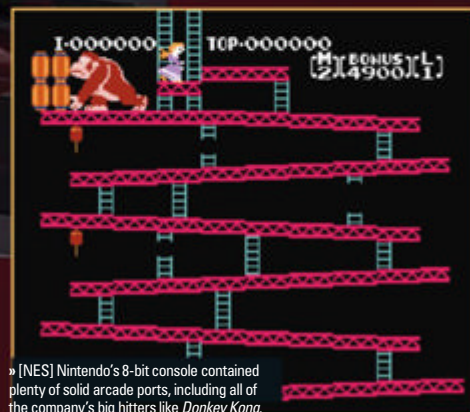 I-000000 TOP-000000
M BONUS L
2 4900 1
» [NES] Nintendo's 8-bit console contained
plenty of solid arcade ports, including all of
the company's big hitters like Donkey Kong.